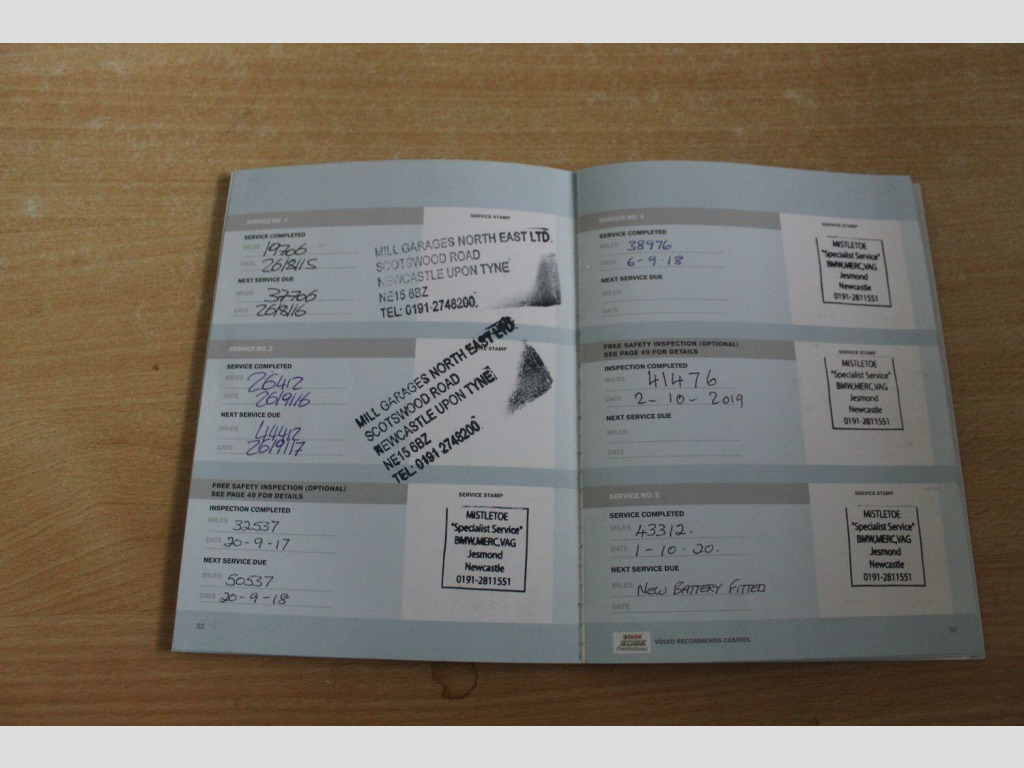 SERVICE NO. 2
SERVICE STAMP
SERVICE COMPLETED
MILES 19706
DATE 26/8/15
NEXT SERVICE DUE
MILES 37706
DATE 26/8/16
MILL GARAGES NORTH EAST LTD.
SCOTSWOOD ROAD
NEWCASTLE UPON TYNE
NE15 6BZ
TEL: 0191-2748200,
SERVICE NO. 3
SERVICE COMPLETED
MILES 26412
DATE 26/9/16
NEXT SERVICE DUE
MILES 44412
DATE 26/9/17
MILL GARAGES NORTH EAST LTD.
SCOTSWOOD ROAD
NEWCASTLE UPON TYNE
NE15 6BZ
TEL: 0191 2748200
FREE SAFETY INSPECTION (OPTIONAL)
SEE PAGE 49 FOR DETAILS
SERVICE STAMP
INSPECTION COMPLETED
MILES 32537
DATE 20-9-17
NEXT SERVICE DUE
MILES 50537
DATE 20-9-18
MISTLETOE
"Specialist Service"
BMW,MERC,VAG
Jesmond
Newcastle
0191-2811551
52
SERVICE NO. 4
SERVICE STAMP
SERVICE COMPLETED
MILES 38976
DATE 6-9-18
NEXT SERVICE DUE
MILES
DATE
MISTLETOE
"Specialist Service"
BMW,MERC,VAG
Jesmond
Newcastle
0191-2811551
FREE SAFETY INSPECTION (OPTIONAL)
SEE PAGE 49 FOR DETAILS
SERVICE STAMP
INSPECTION COMPLETED
MILES 41476
DATE 2-10-2019
NEXT SERVICE DUE
MILES
DATE
MISTLETOE
"Specialist Service"
BMW,MERC,VAG
Jesmond
Newcastle
0191-2811551
SERVICE NO. 5
SERVICE STAMP
SERVICE COMPLETED
MILES 43312.
DATE 1-10-20.
NEXT SERVICE DUE
MILES NEW BATTERY FITTED
DATE
MISTLETOE
"Specialist Service"
BMW,MERC,VAG
Jesmond
Newcastle
0191-2811551
Castrol
VOLVO RECOMMENDS CASTROL